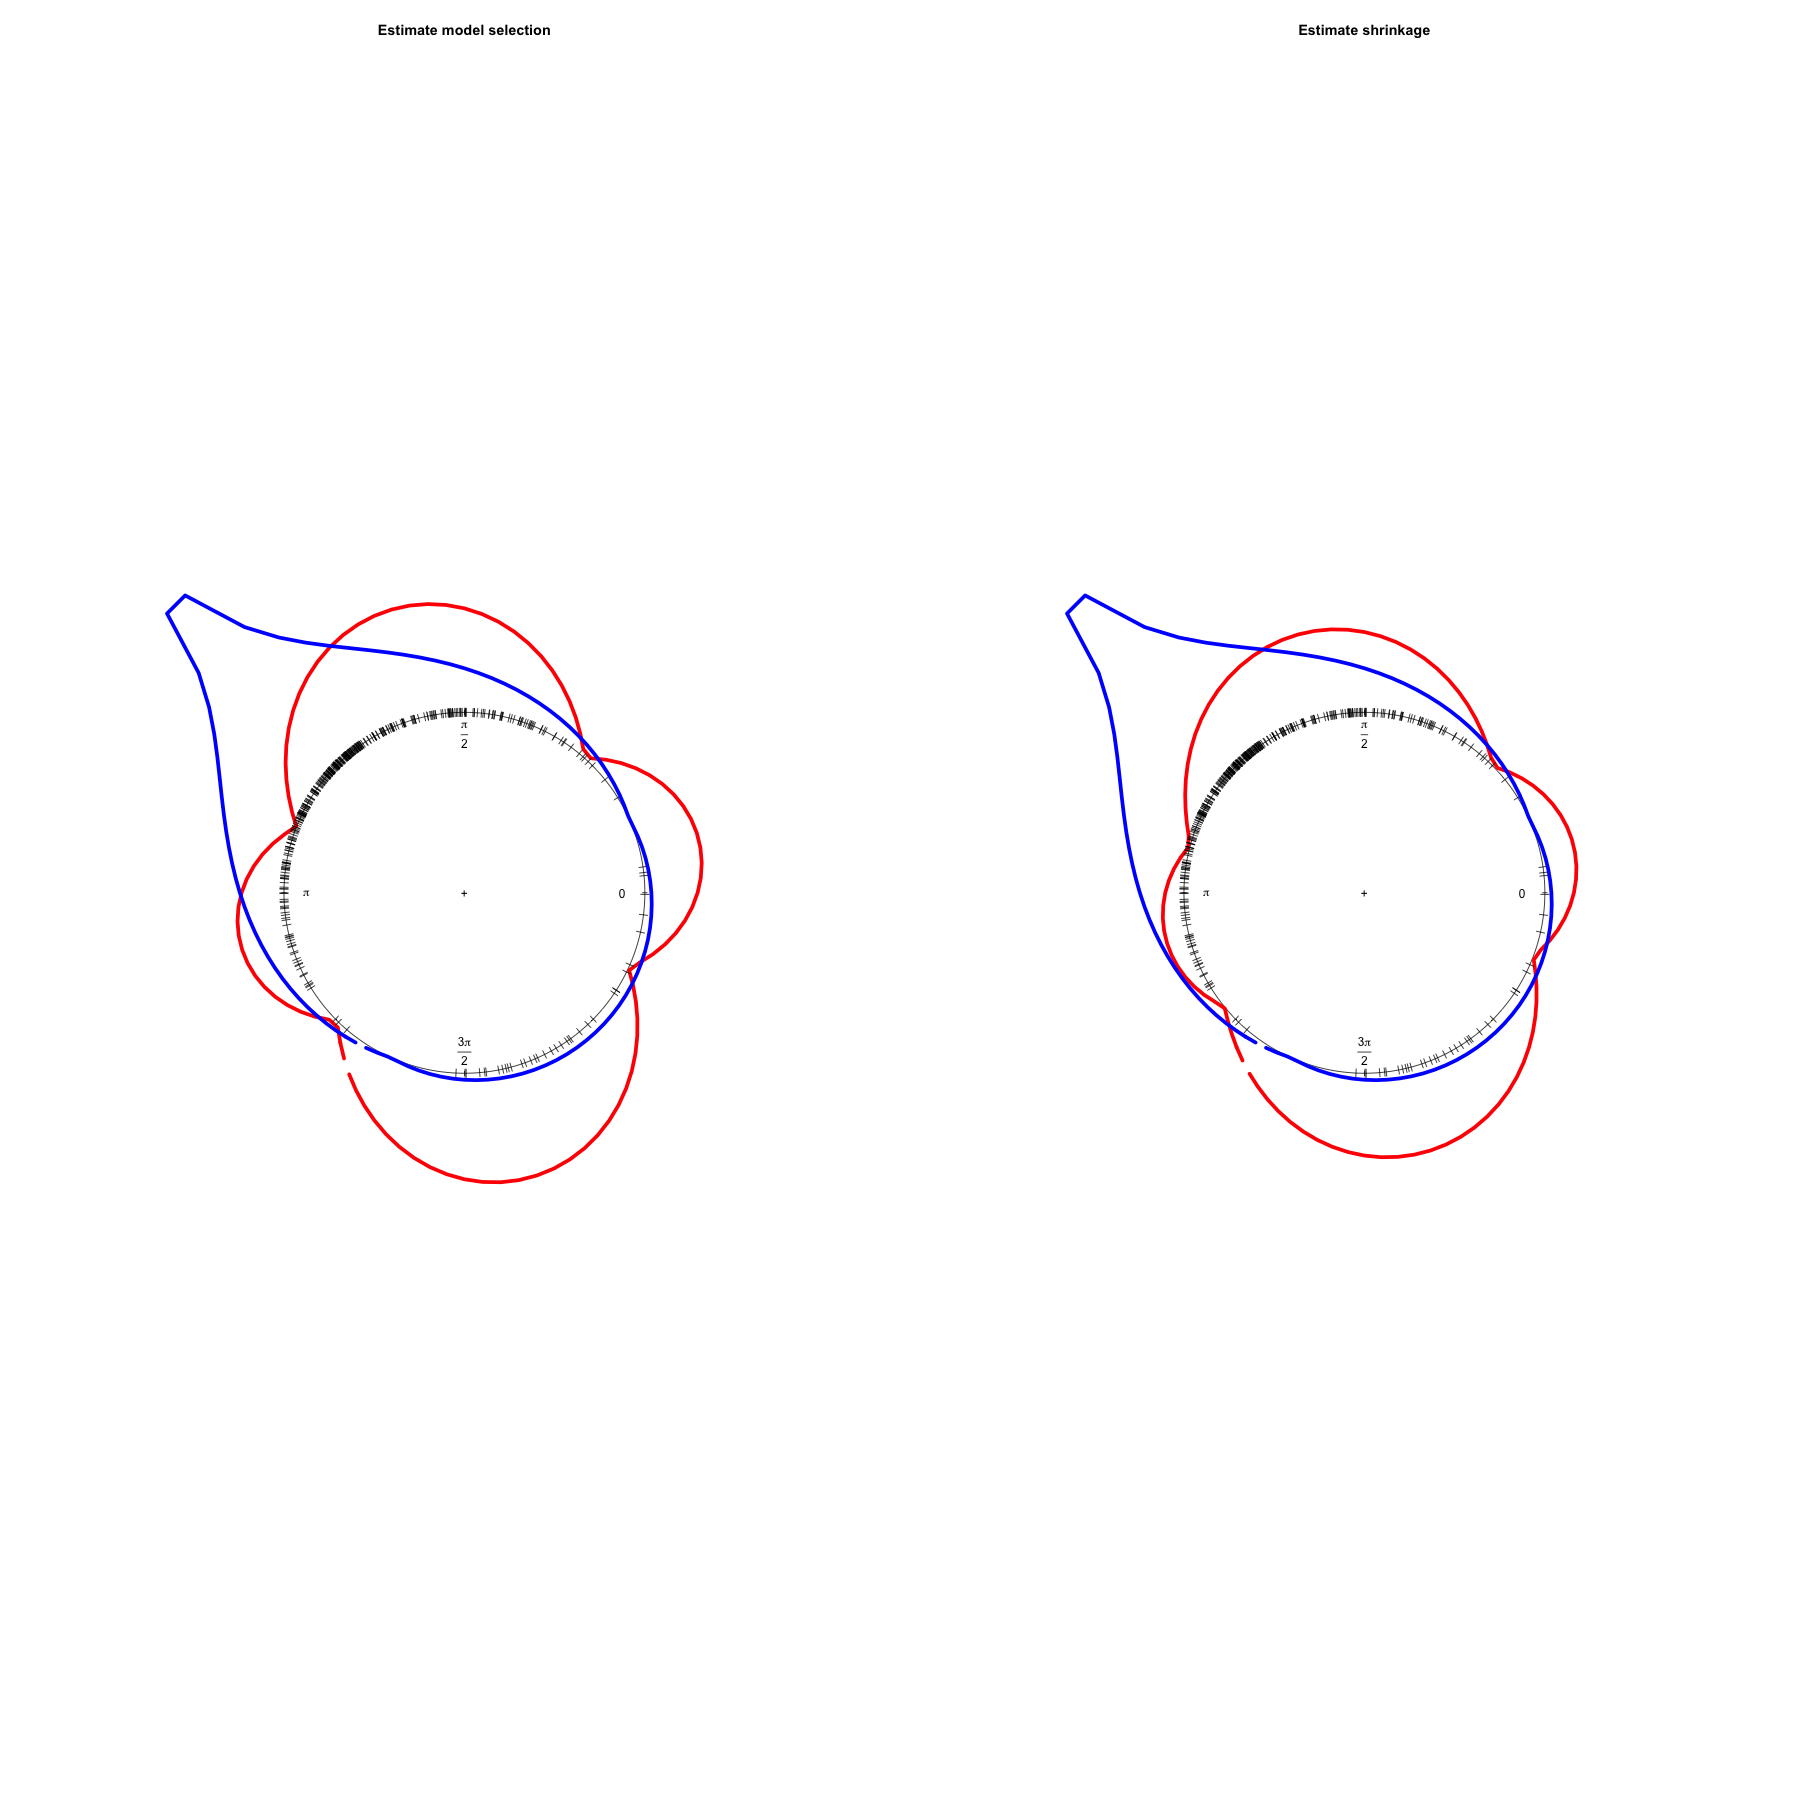 Estimate model selection
π
2
π
+
0
3π
2
Estimate shrinkage
π
2
π
+
0
3π
2